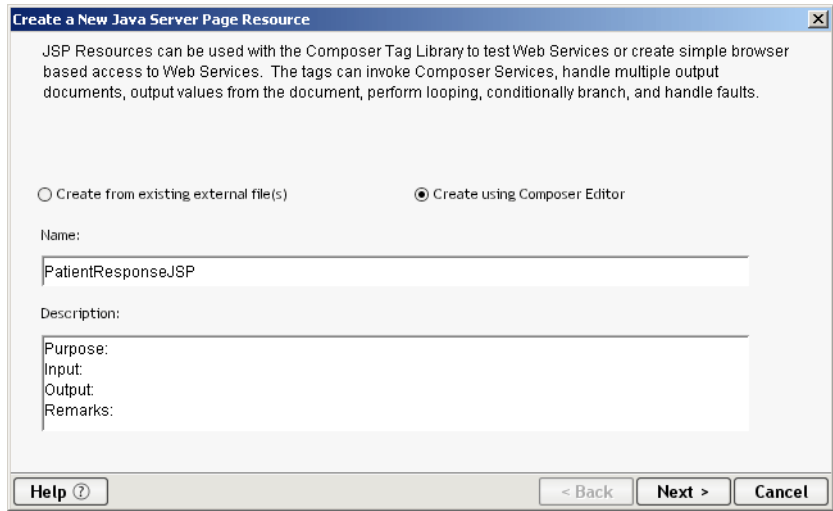 Create a New Java Server Page Resource
JSP Resources can be used with the Composer Tag Library to test Web Services or create simple browser
based access to Web Services.  The tags can invoke Composer Services, handle multiple output
documents, output values from the document, perform looping, conditionally branch, and handle faults.
Create from existing external file(s)
Create using Composer Editor
Name:
PatientResponseJSP
Description:
Purpose:
Input:
Output:
Remarks:
Help ?
< Back
Next >
Cancel